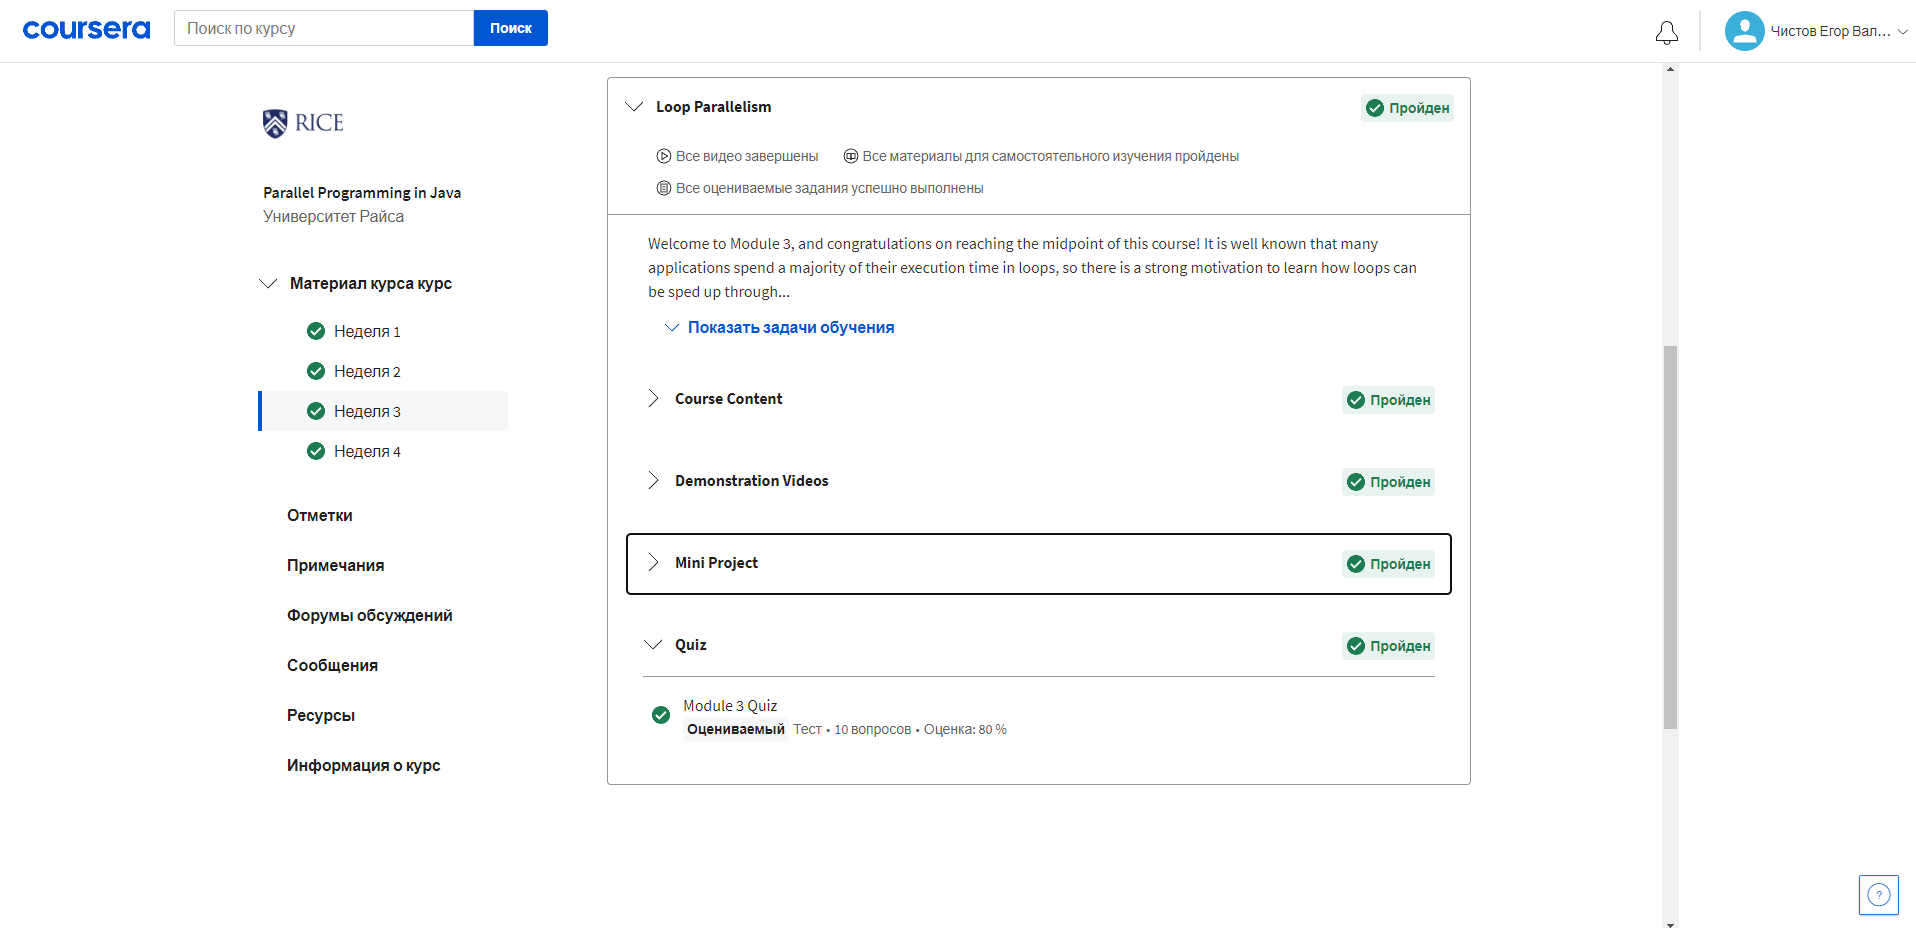 coursera
Поиск по курсу
Поиск
Чистов Егор Вал...
RICE
Parallel Programming in Java
Университет Райса
Материал курса курс
Неделя 1
Неделя 2
Неделя 3
Неделя 4
Отметки
Примечания
Форумы обсуждений
Сообщения
Ресурсы
Информация о курс
Loop Parallelism
Пройден
Все видео завершены
Все материалы для самостоятельного изучения пройдены
Все оцениваемые задания успешно выполнены
Welcome to Module 3, and congratulations on reaching the midpoint of this course! It is well known that many
applications spend a majority of their execution time in loops, so there is a strong motivation to learn how loops can
be sped up through...
Показать задачи обучения
Course Content
Пройден
Demonstration Videos
Пройден
Mini Project
Пройден
Quiz
Пройден
Module 3 Quiz
Оцениваемый Тест • 10 вопросов • Оценка: 80 %
?